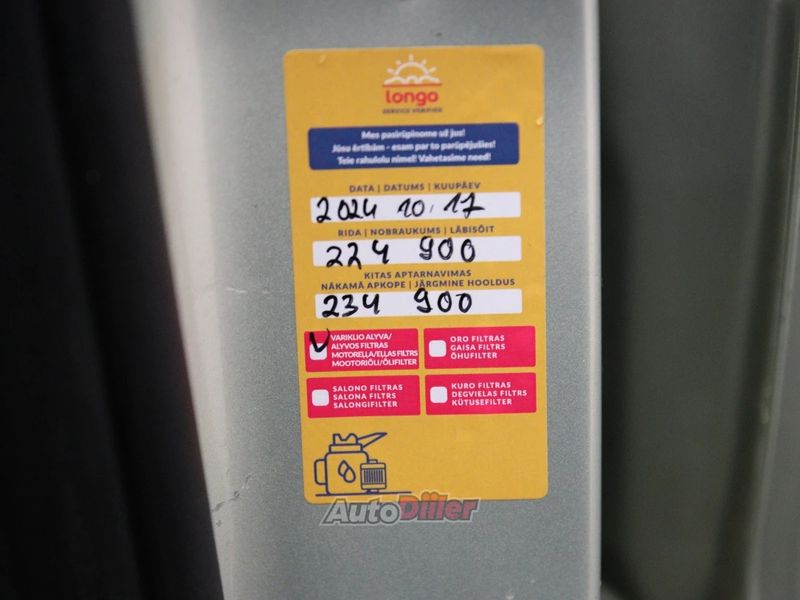 longo
SERVICE VEMIFIER
Mes pasirūpinome už jus!
Jūsu ērtībām - esam par to parūpējušies!
Teie rahulolu nimel! Vahetasime need!
DATA | DATUMS | KUUPÄEV
2024 10. 17
RIDA | NOBRAUKUMS | LÄBISÕIT
224 900
KITAS APTARNAVIMAS
NĀKAMĀ APKOPE | JÄRGMINE HOOLDUS
234 900
VARIKLIO ALYVA/
ALYVOS FILTRAS
MOTORELLA/ELLAS FILTRS
MOOTORIÕLI/ÕLIFILTER
ORO FILTRAS
GAISA FILTRS
ÕHUFILTER
SALONO FILTRAS
SALONA FILTRS
SALONGIFILTER
KURO FILTRAS
DEGVIELAS FILTRS
KÜTUSEFILTER
AutoDiller